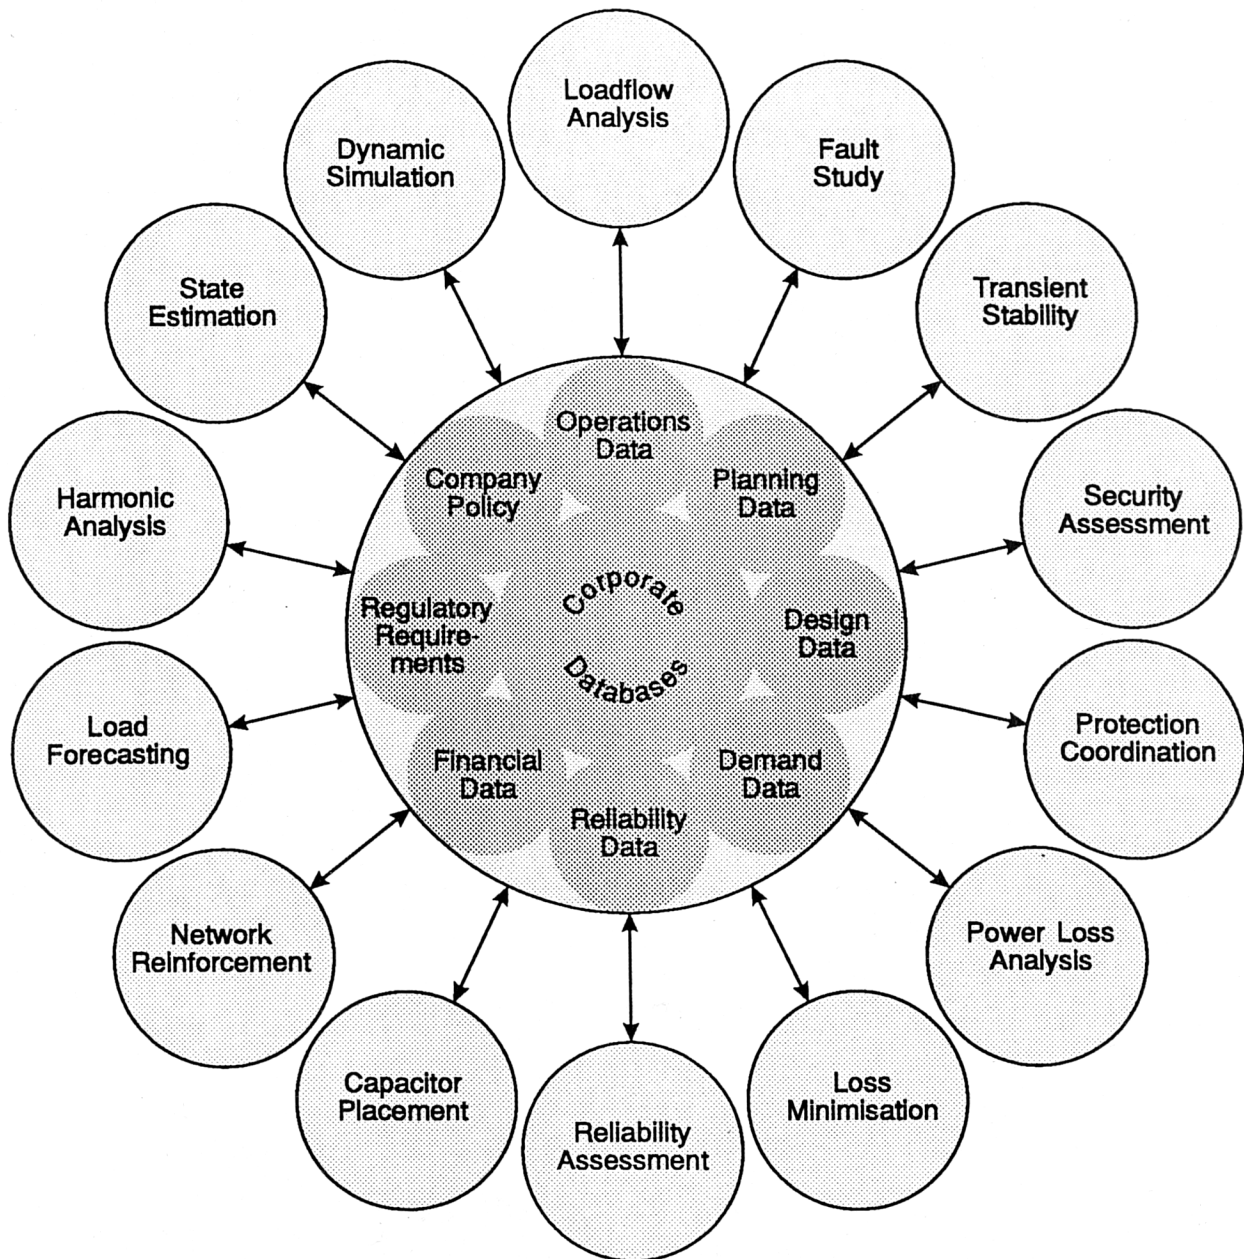 Loadflow
Analysis
Fault
Study
Transient
Stability
Security
Assessment
Protection
Coordination
Power Loss
Analysis
Loss
Minimisation
Reliability
Assessment
Capacitor
Placement
Network
Reinforcement
Load
Forecasting
Harmonic
Analysis
State
Estimation
Dynamic
Simulation
Operations
Data
Planning
Data
Design
Data
Demand
Data
Reliability
Data
Financial
Data
Regulatory
Require-
ments
Company
Policy
Corporate
Databases